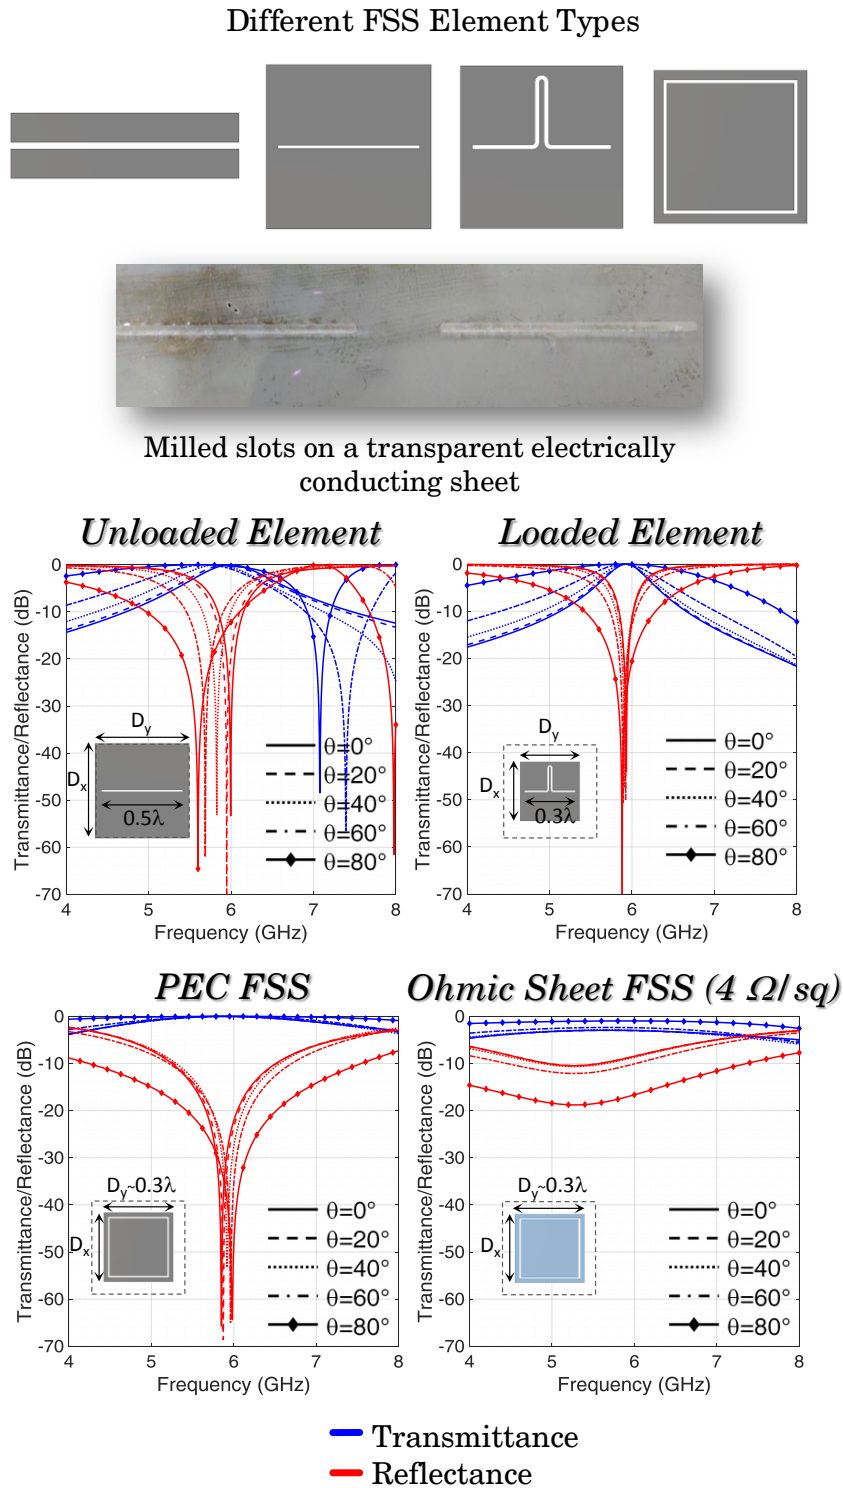 Different FSS Element Types
Milled slots on a transparent electrically
conducting sheet
Unloaded Element
Transmittance/Reflectance (dB)
0
-10
-20
-30
-40
-50
-60
-70
4
5
6
7
8
Frequency (GHz)
Dy
Dx
0.5λ
θ=0°
θ=20°
θ=40°
θ=60°
θ=80°
Loaded Element
Transmittance/Reflectance (dB)
0
-10
-20
-30
-40
-50
-60
-70
4
5
6
7
8
Frequency (GHz)
Dy
Dx
0.3λ
θ=0°
θ=20°
θ=40°
θ=60°
θ=80°
PEC FSS
Transmittance/Reflectance (dB)
0
-10
-20
-30
-40
-50
-60
-70
4
5
6
7
8
Frequency (GHz)
Dy~0.3λ
Dx
θ=0°
θ=20°
θ=40°
θ=60°
θ=80°
Ohmic Sheet FSS (4 Ω/sq)
Transmittance/Reflectance (dB)
0
-10
-20
-30
-40
-50
-60
-70
4
5
6
7
8
Frequency (GHz)
Dy~0.3λ
Dx
θ=0°
θ=20°
θ=40°
θ=60°
θ=80°
Transmittance
Reflectance